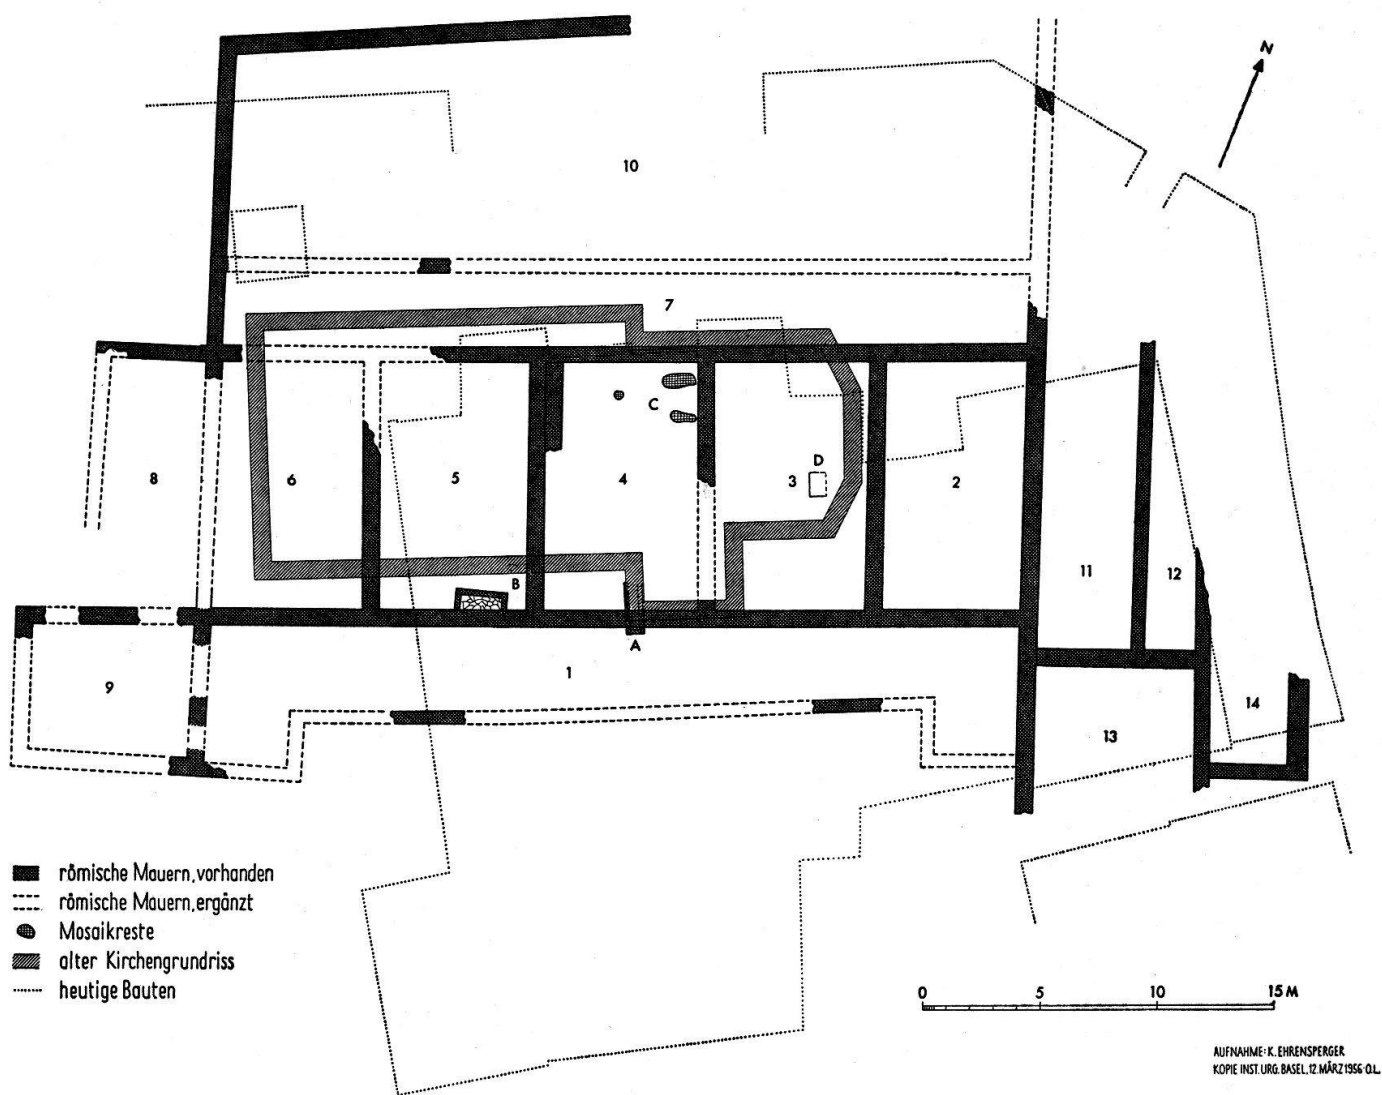 N
10
7
C
D
8
6
5
4
3
2
11
12
B
A
9
1
14
13
römische Mauern, vorhanden
römische Mauern, ergänzt
Mosaikreste
alter Kirchengrundriss
heutige Bauten
0 5 10 15 M
AUFNAHME: K. EHRENSPERGER
KOPIE INST. URG. BASEL, 12. MÄRZ 1956 O.L.